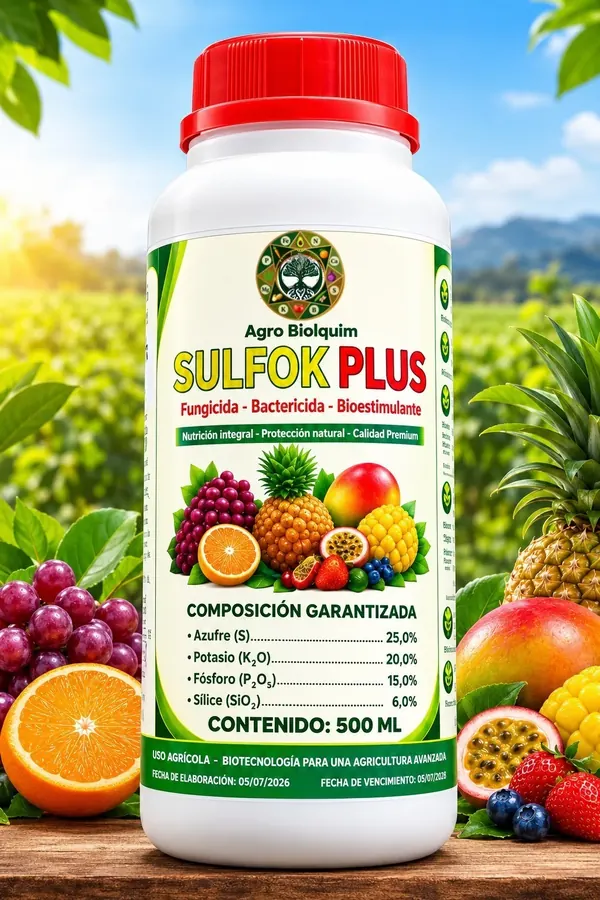 Agro Biolquim
SULFOK PLUS
Fungicida - Bactericida - Bioestimulante
Nutrición integral - Protección natural - Calidad Premium
COMPOSICIÓN GARANTIZADA
• Azufre (S)........................................ 25,0%
• Potasio (K₂O)................................... 20,0%
• Fósforo (P₂O₅)................................ 15,0%
• Sílice (SiO₂)..................................... 6,0%
CONTENIDO: 500 ML
USO AGRÍCOLA - BIOTECNOLOGÍA PARA UNA AGRICULTURA AVANZADA
FECHA DE ELABORACIÓN: 05/07/2026 FECHA DE VENCIMIENTO: 05/07/2028